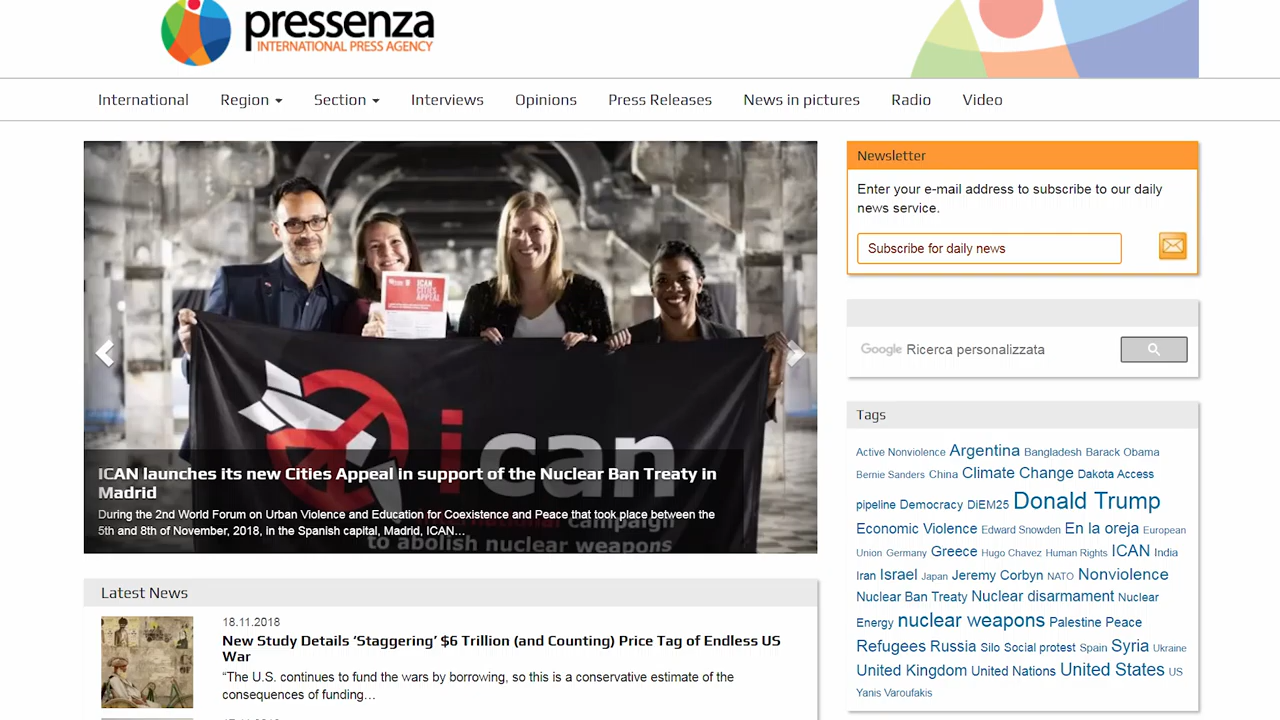 pressenza
INTERNATIONAL PRESS AGENCY
International Region Section Interviews Opinions Press Releases News in pictures Radio Video
ICAN
CITIES
APPEAL
ican
international campaign
to abolish nuclear weapons
ICAN launches its new Cities Appeal in support of the Nuclear Ban Treaty in
Madrid
During the 2nd World Forum on Urban Violence and Education for Coexistence and Peace that took place between the
5th and 8th of November, 2018, in the Spanish capital, Madrid, ICAN...
Latest News
18.11.2018
New Study Details ‘Staggering’ $6 Trillion (and Counting) Price Tag of Endless US
War
“The U.S. continues to fund the wars by borrowing, so this is a conservative estimate of the
consequences of funding…
Newsletter
Enter your e-mail address to subscribe to our daily
news service.
Subscribe for daily news
Google Ricerca personalizzata
Tags
Active Nonviolence Argentina Bangladesh Barack Obama
Bernie Sanders China Climate Change Dakota Access
pipeline Democracy DiEM25 Donald Trump
Economic Violence Edward Snowden En la oreja European
Union Germany Greece Hugo Chavez Human Rights ICAN India
Iran Israel Japan Jeremy Corbyn NATO Nonviolence
Nuclear Ban Treaty Nuclear disarmament Nuclear
Energy nuclear weapons Palestine Peace
Refugees Russia Silo Social protest Spain Syria Ukraine
United Kingdom United Nations United States US
Yanis Varoufakis